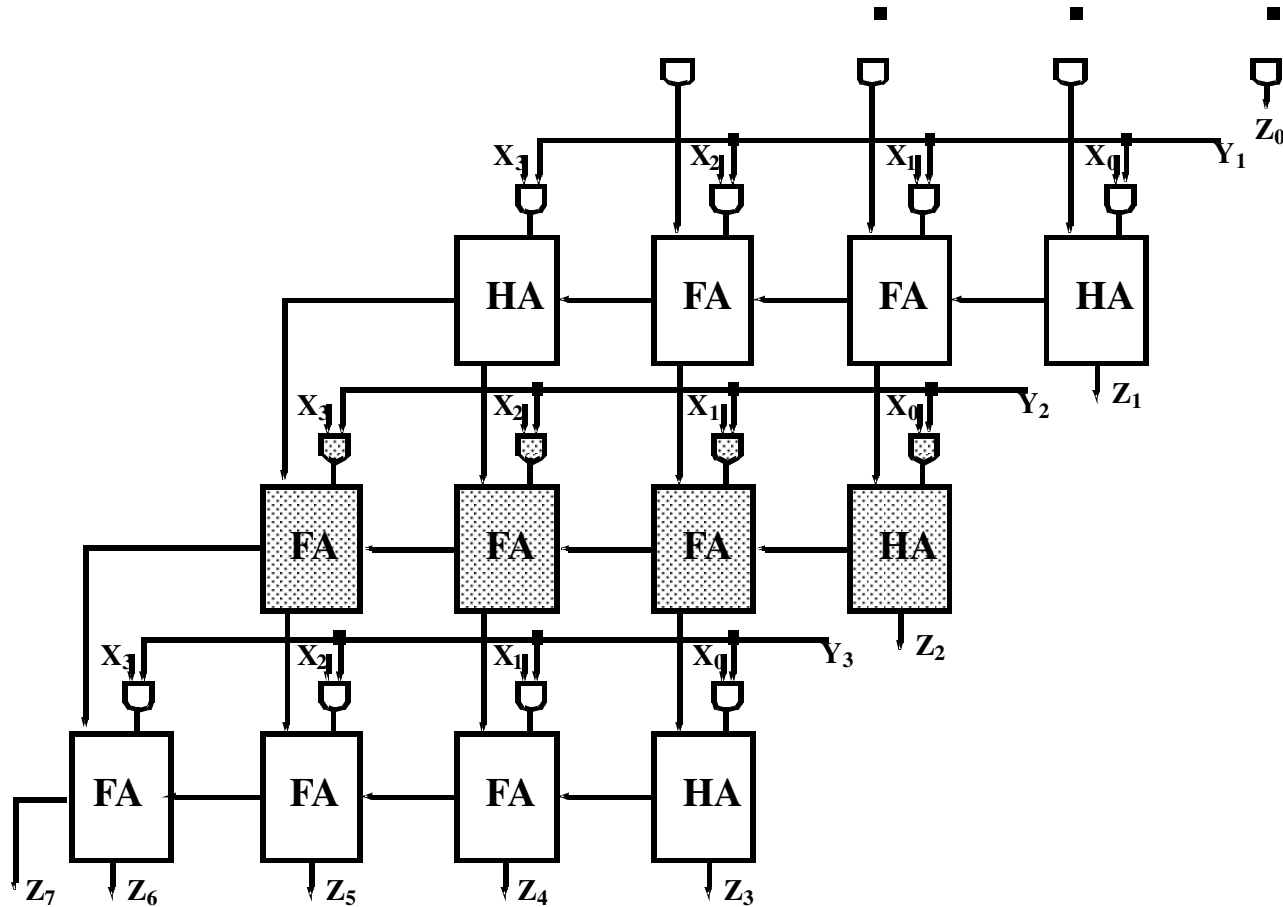 Z₀
X₃ X₂ X₁ X₀ Y₁
HA FA FA HA
Z₁
X₃ X₂ X₁ X₀ Y₂
FA FA FA HA
Z₂
X₃ X₂ X₁ X₀ Y₃
FA FA FA HA
Z₇ Z₆ Z₅ Z₄ Z₃